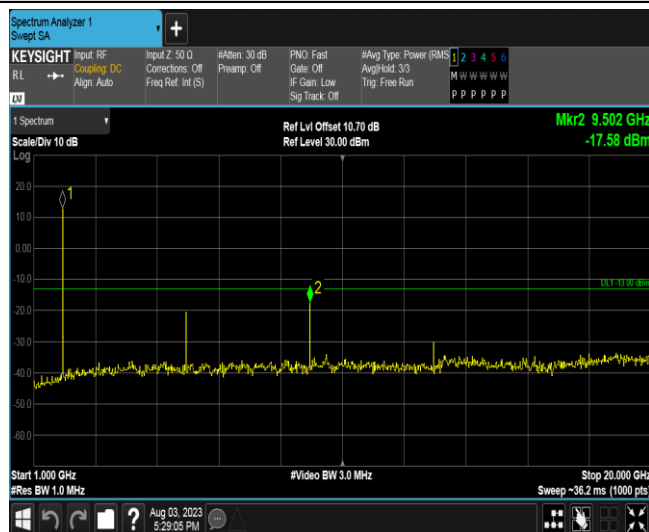 Spectrum Analyzer 1
Swept SA
KEYSIGHT Input: RF Input Z: 50 Ω #Atten: 30 dB PNO: Fast #Avg Type: Power (RMS 1 2 3 4 5 6
RL Coupling: DC Corrections: Off Preamp: Off Gate: Off Avg|Hold: 3/3 M W W W W W
Align: Auto Freq Ref: Int (S) IF Gain: Low Trig: Free Run
Sig Track: Off P P P P P P
LXI
1 Spectrum Ref Lvl Offset 10.70 dB Mkr2 9.502 GHz
Scale/Div 10 dB Ref Level 30.00 dBm -17.58 dBm
Log
20.0
1
10.0
0.00
-10.0
DL1 -13.00 dBm
2
-20.0
-30.0
-40.0
-50.0
-60.0
Start 1.000 GHz #Video BW 3.0 MHz Stop 20.000 GHz
#Res BW 1.0 MHz Sweep ~36.2 ms (1000 pts)
? Aug 03, 2023
5:29:05 PM